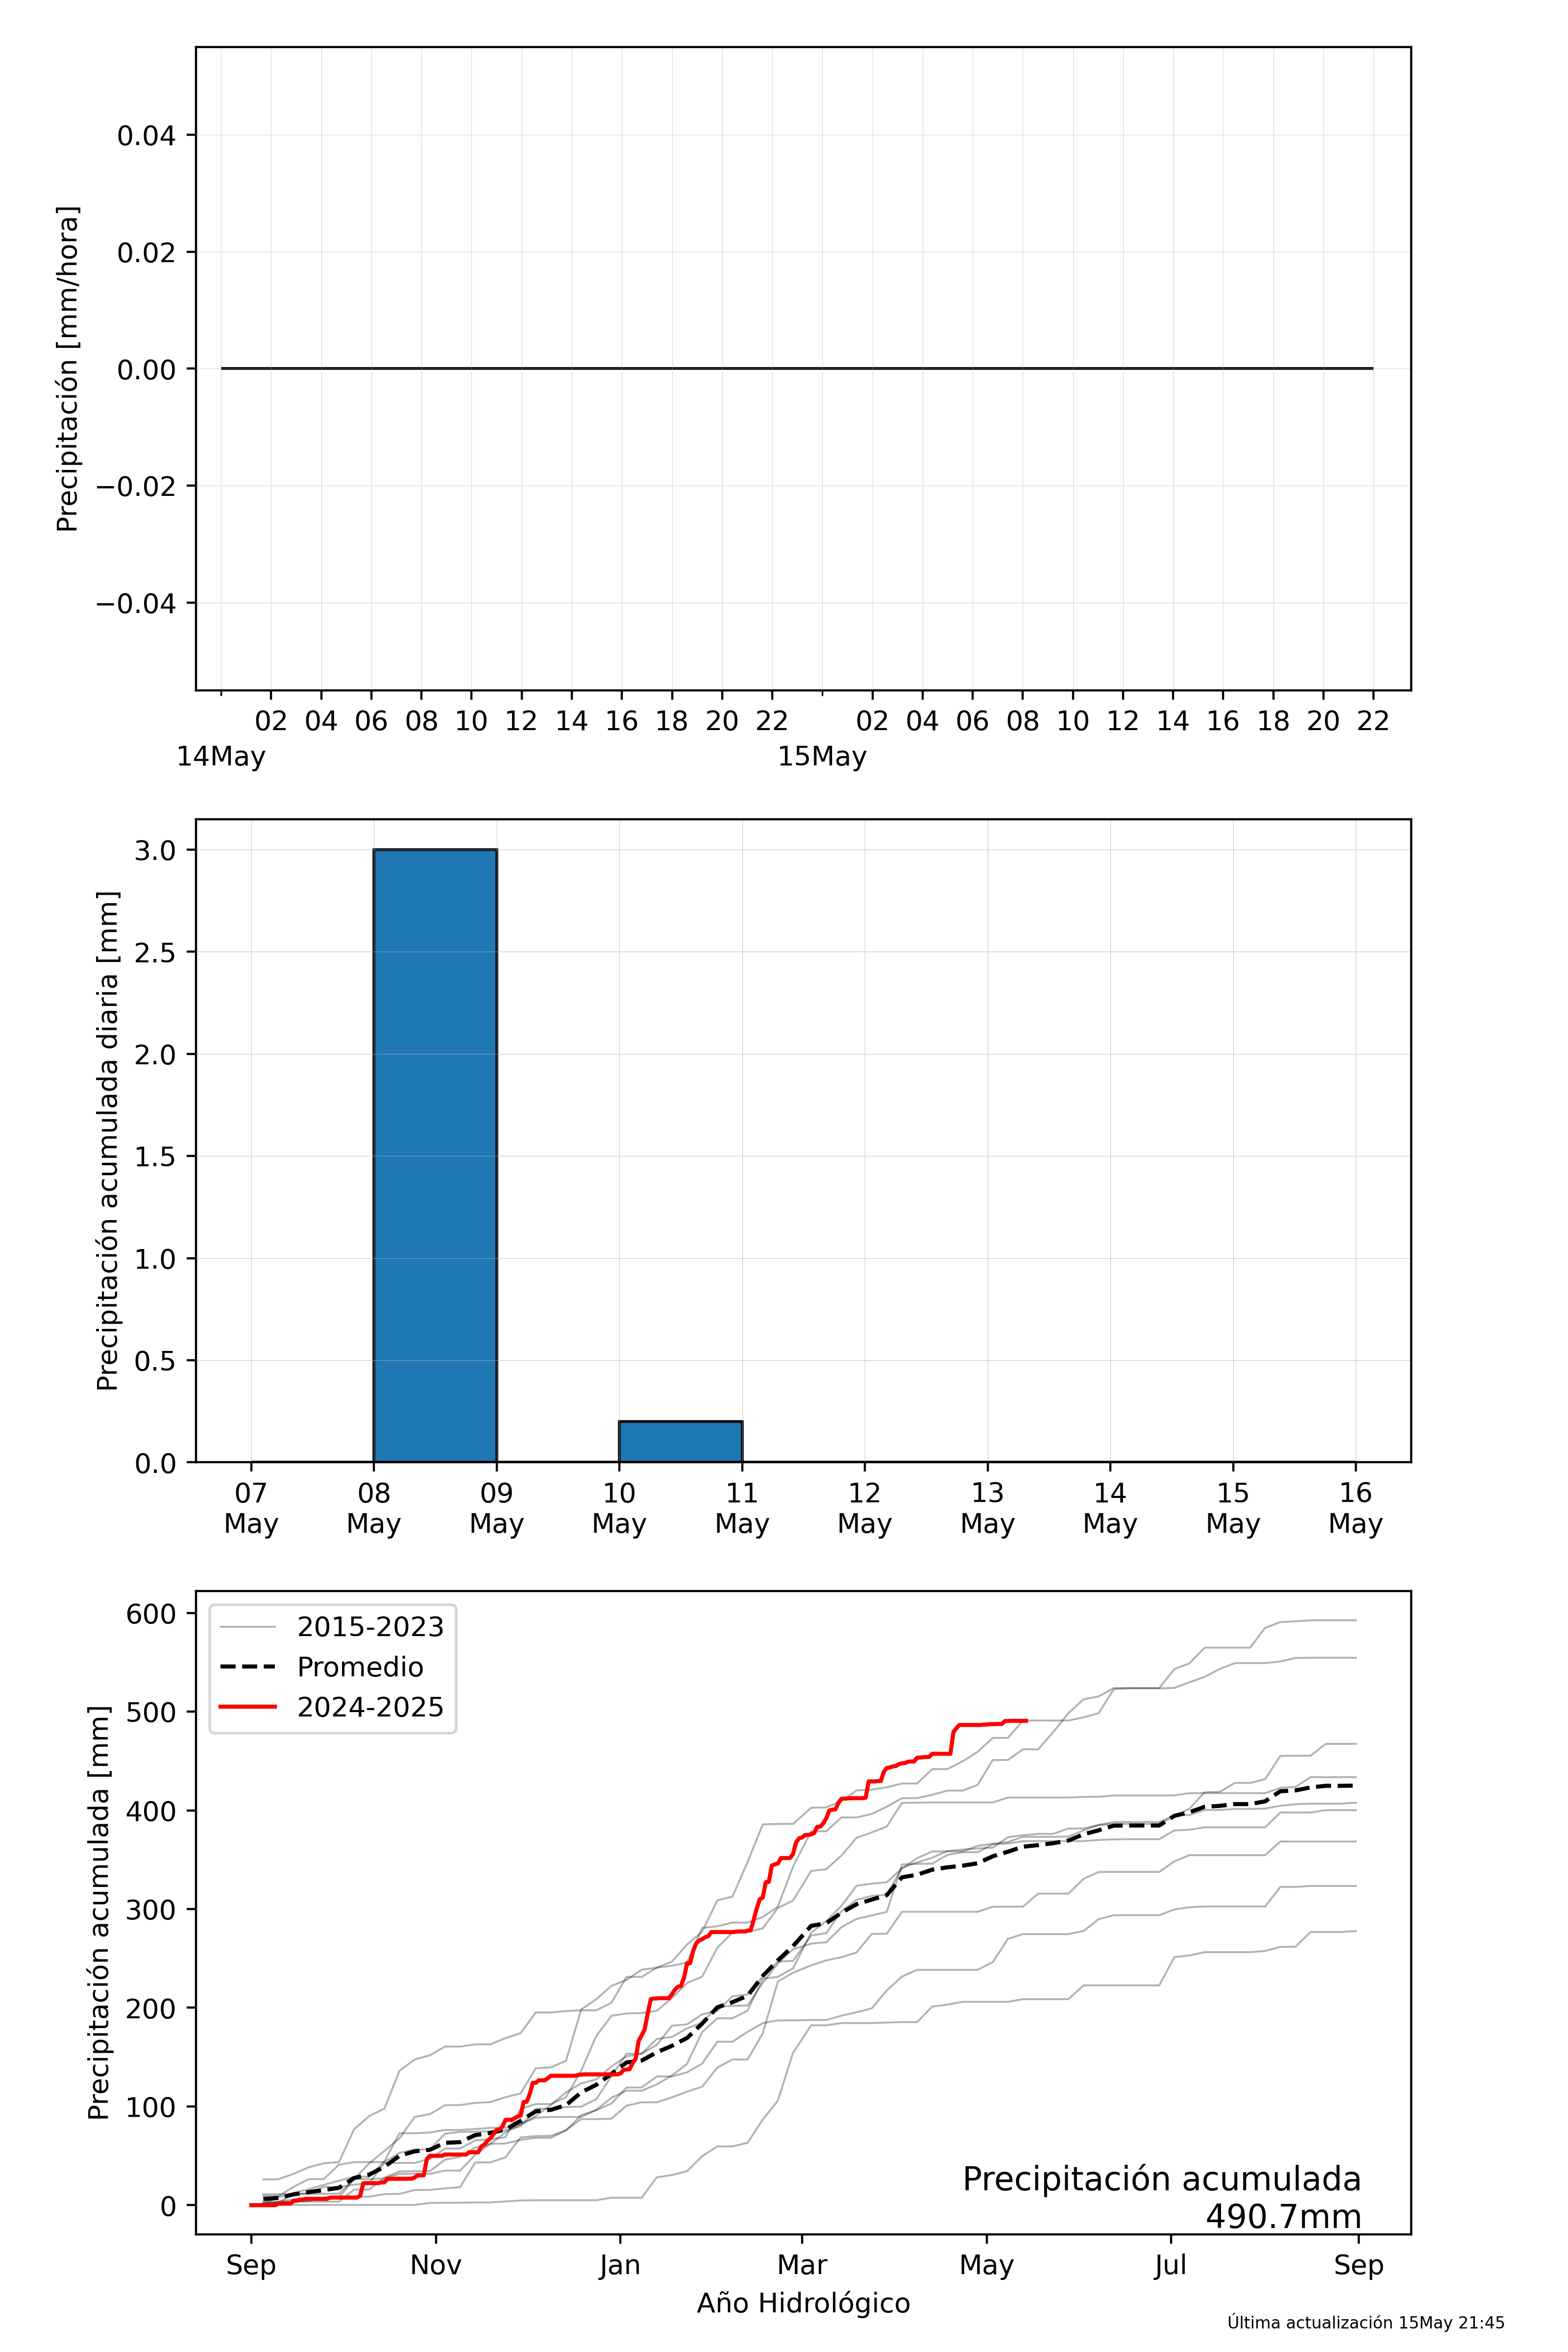 Precipitación [mm/hora]
0.04
0.02
0.00
−0.02
−0.04
02 04 06 08 10 12 14 16 18 20 22 02 04 06 08 10 12 14 16 18 20 22
14May 15May
Precipitación acumulada diaria [mm]
3.0
2.5
2.0
1.5
1.0
0.5
0.0
07 08 09 10 11 12 13 14 15 16
May May May May May May May May May May
Precipitación acumulada [mm]
600
500
400
300
200
100
0
2015-2023
Promedio
2024-2025
Precipitación acumulada
490.7mm
Sep Nov Jan Mar May Jul Sep
Año Hidrológico
Última actualización 15May 21:45